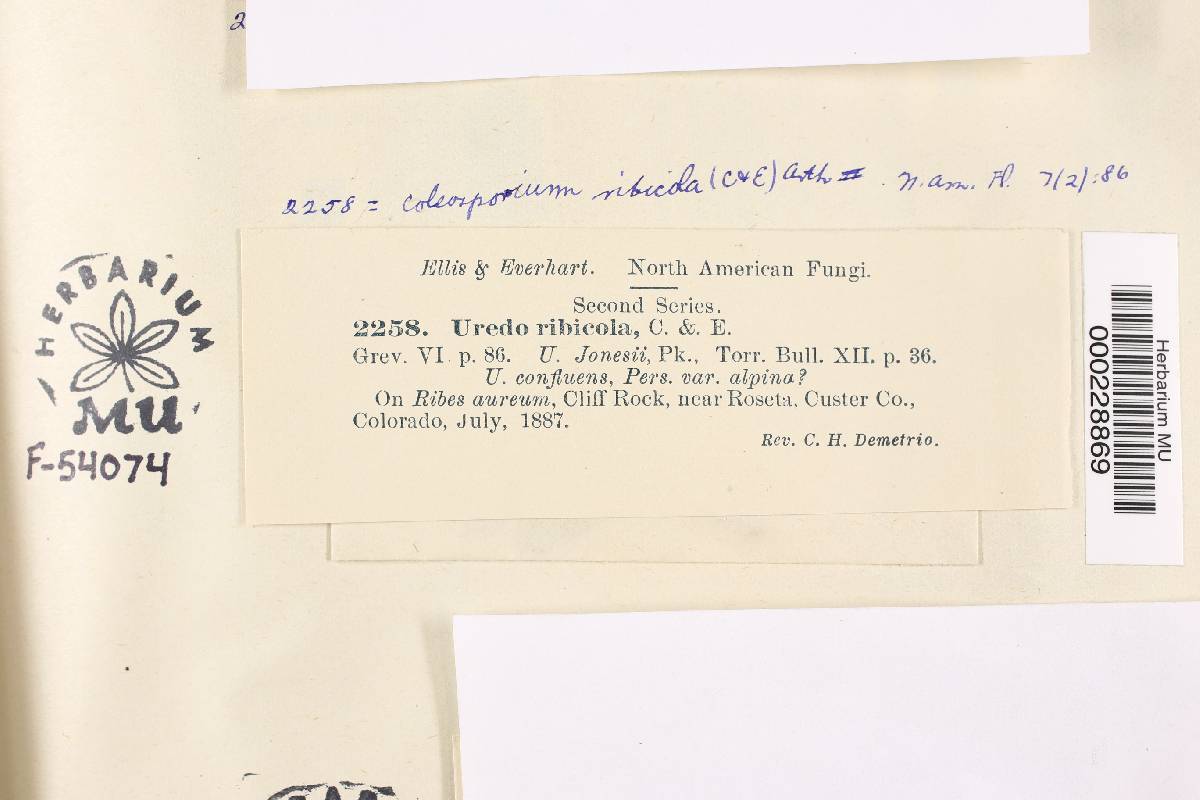 2
2258 = Coleosporium ribicola (C&E) Arth = N. am. Fl. 7(2):86
HERBARIUM
MU
F-54074
Ellis & Everhart. North American Fungi.
Second Series.
2258. Uredo ribicola, C. &. E.
Grev. VI. p. 86. U. Jonesii, Pk., Torr. Bull. XII. p. 36.
U. confluens, Pers. var. alpina?
On Ribes aureum, Cliff Rock, near Roseta, Custer Co.,
Colorado, July, 1887.
Rev. C. H. Demetrio.
Herbarium MU
000228869